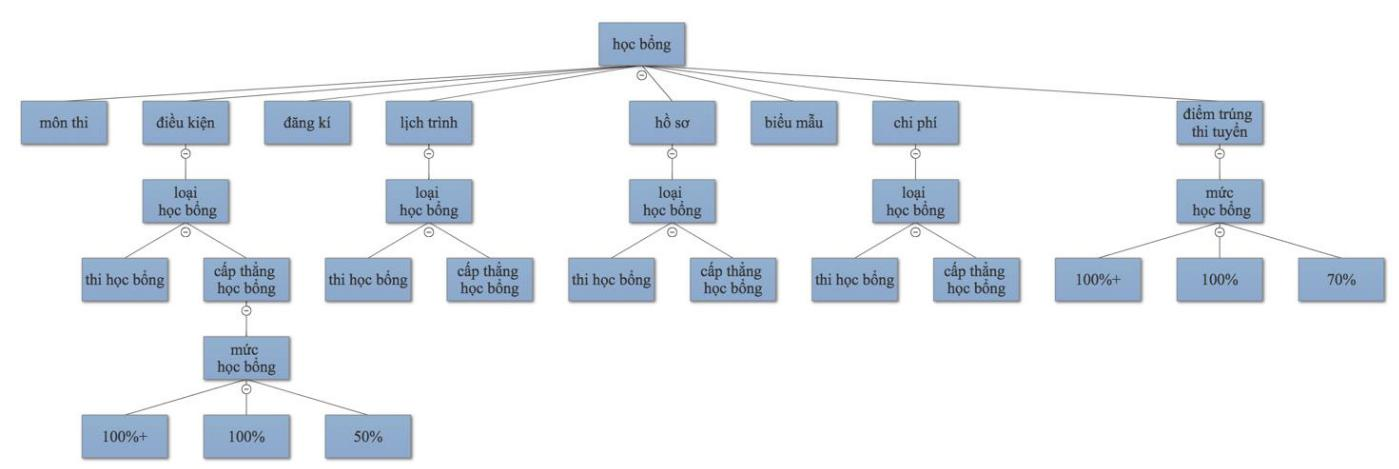 học bổng
môn thi
điều kiện
đăng kí
lịch trình
hồ sơ
biểu mẫu
chi phí
điểm trúng
thi tuyển
loại
học bổng
loại
học bổng
loại
học bổng
loại
học bổng
mức
học bổng
thi học bổng
cấp thẳng
học bổng
thi học bổng
cấp thẳng
học bổng
thi học bổng
cấp thẳng
học bổng
thi học bổng
cấp thẳng
học bổng
100%+
100%
70%
mức
học bổng
100%+
100%
50%